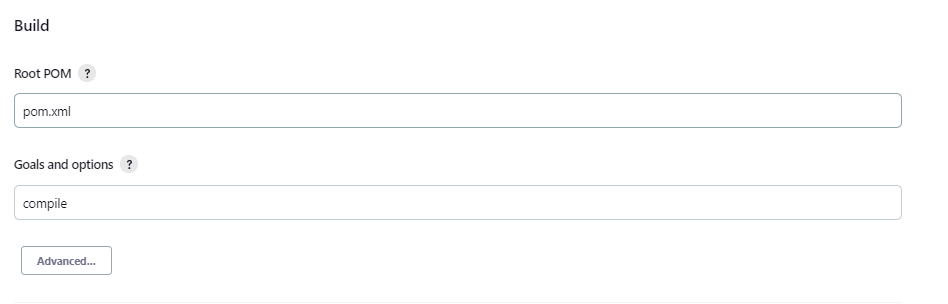 Build
Root POM ?
pom.xml
Goals and options ?
compile
Advanced...